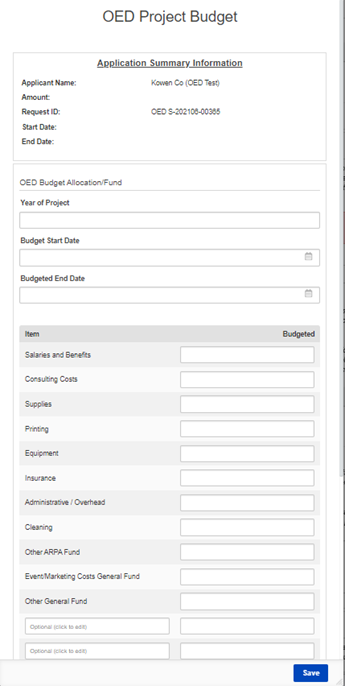 OED Project Budget
Application Summary Information
Applicant Name: Kowen Co (OED Test)
Amount:
Request ID: OED S-202106-00365
Start Date:
End Date:
OED Budget Allocation/Fund
Year of Project
Budget Start Date
Budgeted End Date
Item Budgeted
Salaries and Benefits
Consulting Costs
Supplies
Printing
Equipment
Insurance
Administrative / Overhead
Cleaning
Other ARPA Fund
Event/Marketing Costs General Fund
Other General Fund
Optional (click to edit)
Optional (click to edit)
Save